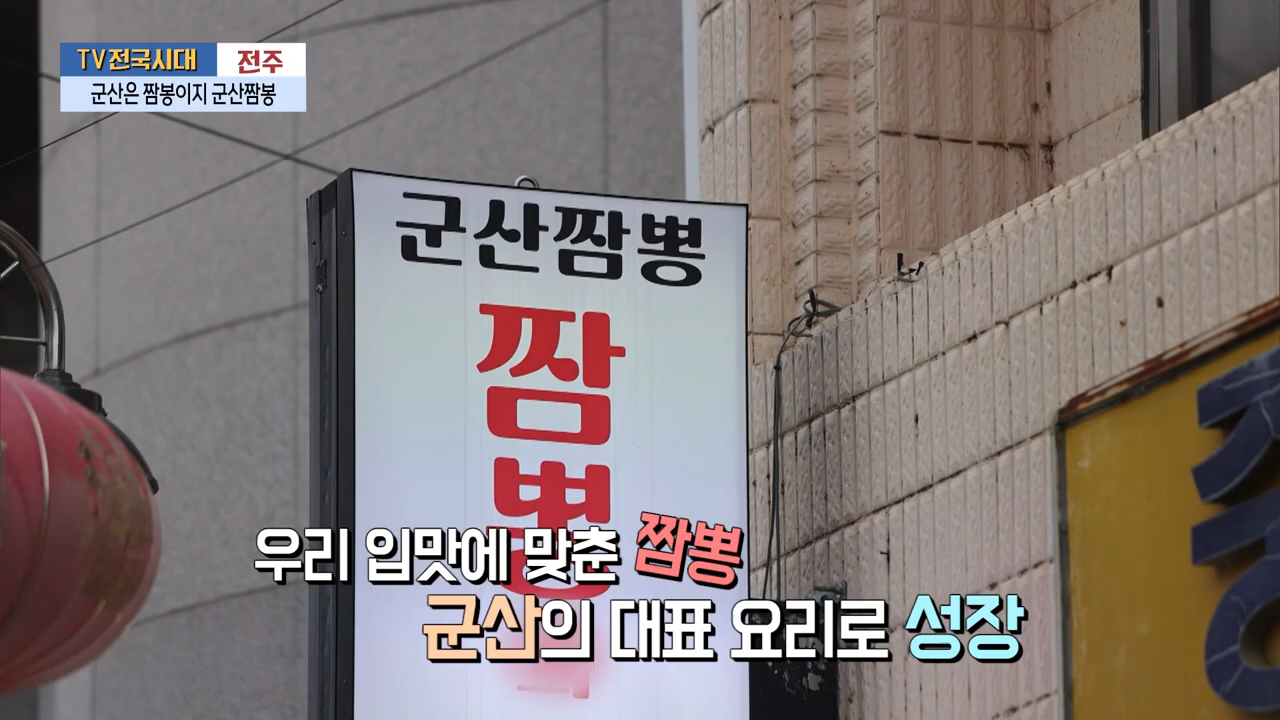 TV전국시대 전주
군산은 짬뽕이지 군산짬뽕
군산짬뽕
짬
뽕
우리 입맛에 맞춘 짬뽕
군산의 대표 요리로 성장